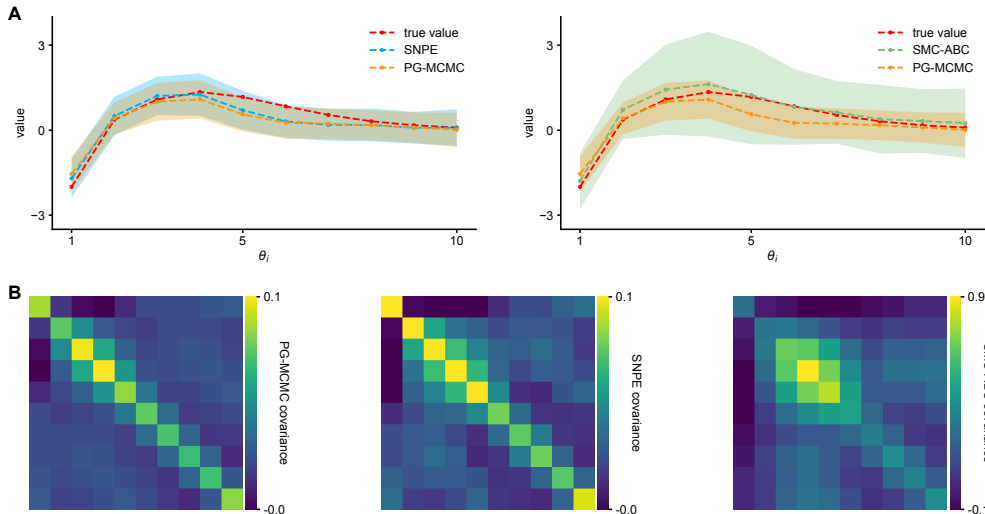 A
true value
SNPE
PG-MCMC
value
3
0
−3
1
5
10
θi
true value
SMC-ABC
PG-MCMC
value
3
0
−3
1
5
10
θi
B
0.1
PG-MCMC covariance
-0.0
0.1
SNPE covariance
-0.0
0.9